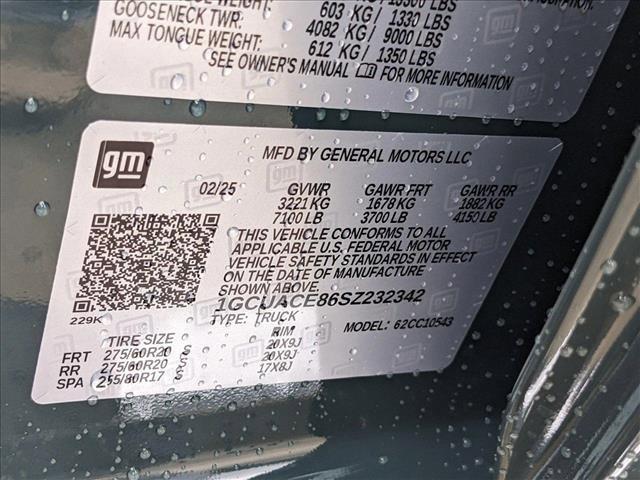 GOOSENECK TWR: 603 KG / 1330 LBS
4082 KG / 9000 LBS
MAX TONGUE WEIGHT: 612 KG / 1350 LBS
SEE OWNER'S MANUAL FOR MORE INFORMATION
gm
MFD BY GENERAL MOTORS LLC
02/25 GVWR GAWR FRT GAWR RR
3221 KG 1678 KG 1882 KG
7100 LB 3700 LB 4150 LB
THIS VEHICLE CONFORMS TO ALL
APPLICABLE U.S. FEDERAL MOTOR
VEHICLE SAFETY STANDARDS IN EFFECT
ON THE DATE OF MANUFACTURE SHOWN ABOVE.
1GCUACE86SZ232342
229K TYPE: TRUCK MODEL: 62CC10543
TIRE SIZE RIM
FRT 275/60R20 S 20X9J
RR 275/60R20 S 20X9J
SPA 255/80R17 S 17X8J